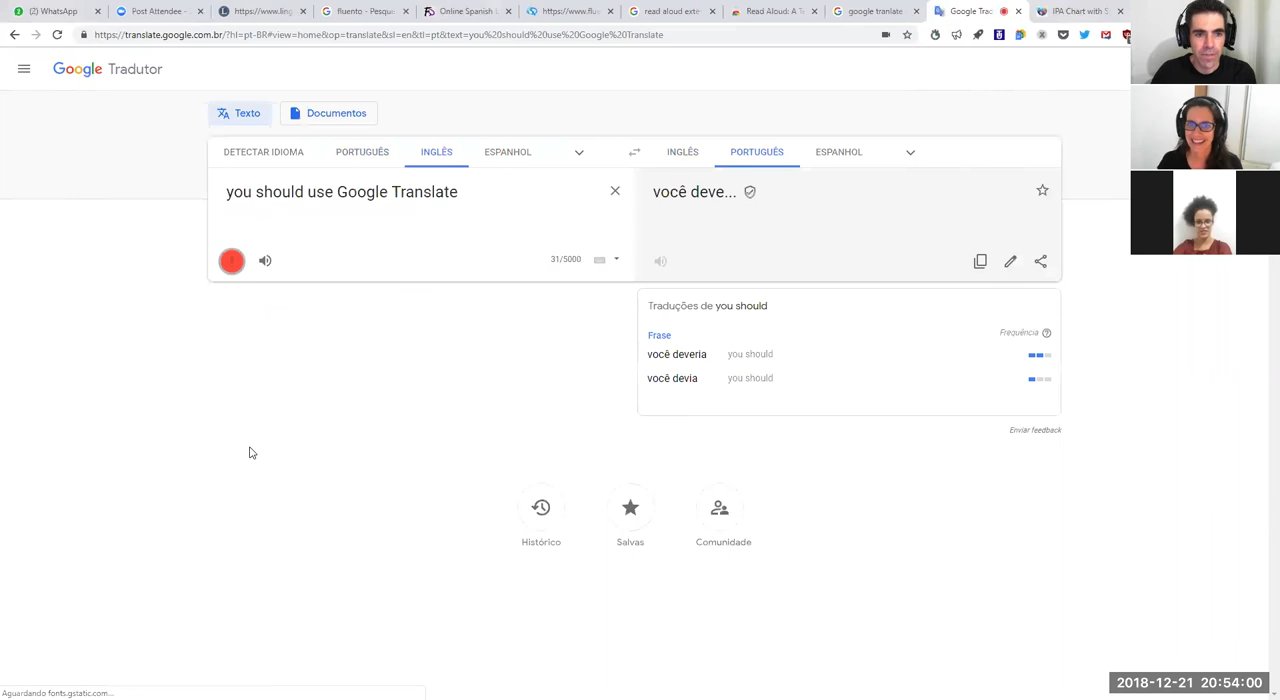 (2) WhatsApp
Post Attendee -
https://www.ling
fluento - Pesqu
Online Spanish L
https://www.flu
read aloud exte
Read Aloud: A Te
google tranlate
Google Trad
IPA Chart with S
https://translate.google.com.br/?hl=pt-BR#view=home&op=translate&sl=en&tl=pt&text=you%20should%20use%20Google%20Translate
Google Tradutor
Texto
Documentos
DETECTAR IDIOMA
PORTUGUÊS
INGLÊS
ESPANHOL
INGLÊS
PORTUGUÊS
ESPANHOL
you should use Google Translate
você deve...
31/5000
Traduções de you should
Frase
Frequência
você deveria you should
você devia you should
Enviar feedback
Histórico
Salvas
Comunidade
Aguardando fonts.gstatic.com...
2018-12-21 20:54:00